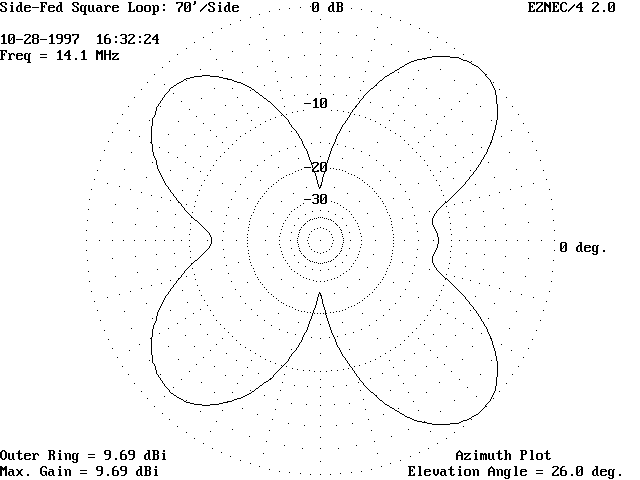 Side-Fed Square Loop: 70'/Side
0 dB
EZNEC/4 2.0
10-28-1997 16:32:24
Freq = 14.1 MHz
-10
-20
-30
0 deg.
Outer Ring = 9.69 dBi
Max. Gain = 9.69 dBi
Azimuth Plot
Elevation Angle = 26.0 deg.